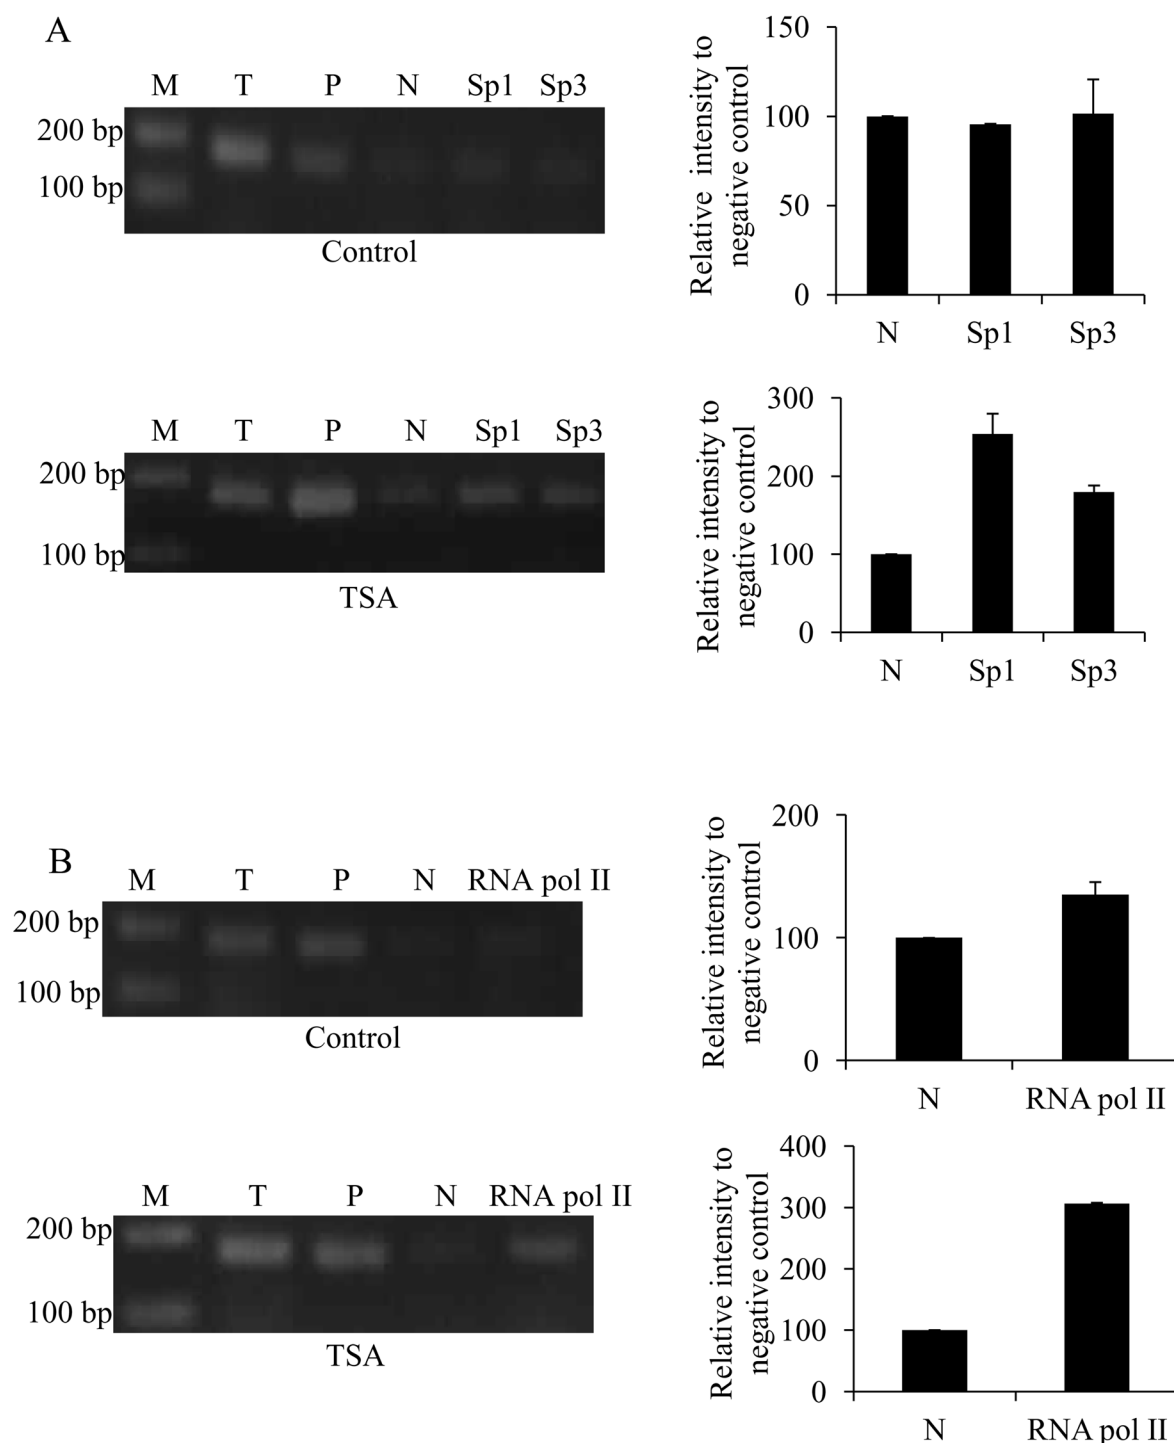 A
M T P N Sp1 Sp3
200 bp
100 bp
Control
Relative intensity to
negative control
150
100
50
0
N Sp1 Sp3
M T P N Sp1 Sp3
200 bp
100 bp
TSA
Relative intensity to
negative control
300
200
100
0
N Sp1 Sp3
B
M T P N RNA pol II
200 bp
100 bp
Control
Relative intensity to
negative control
200
100
0
N RNA pol II
M T P N RNA pol II
200 bp
100 bp
TSA
Relative intensity to
negative control
400
300
200
100
0
N RNA pol II